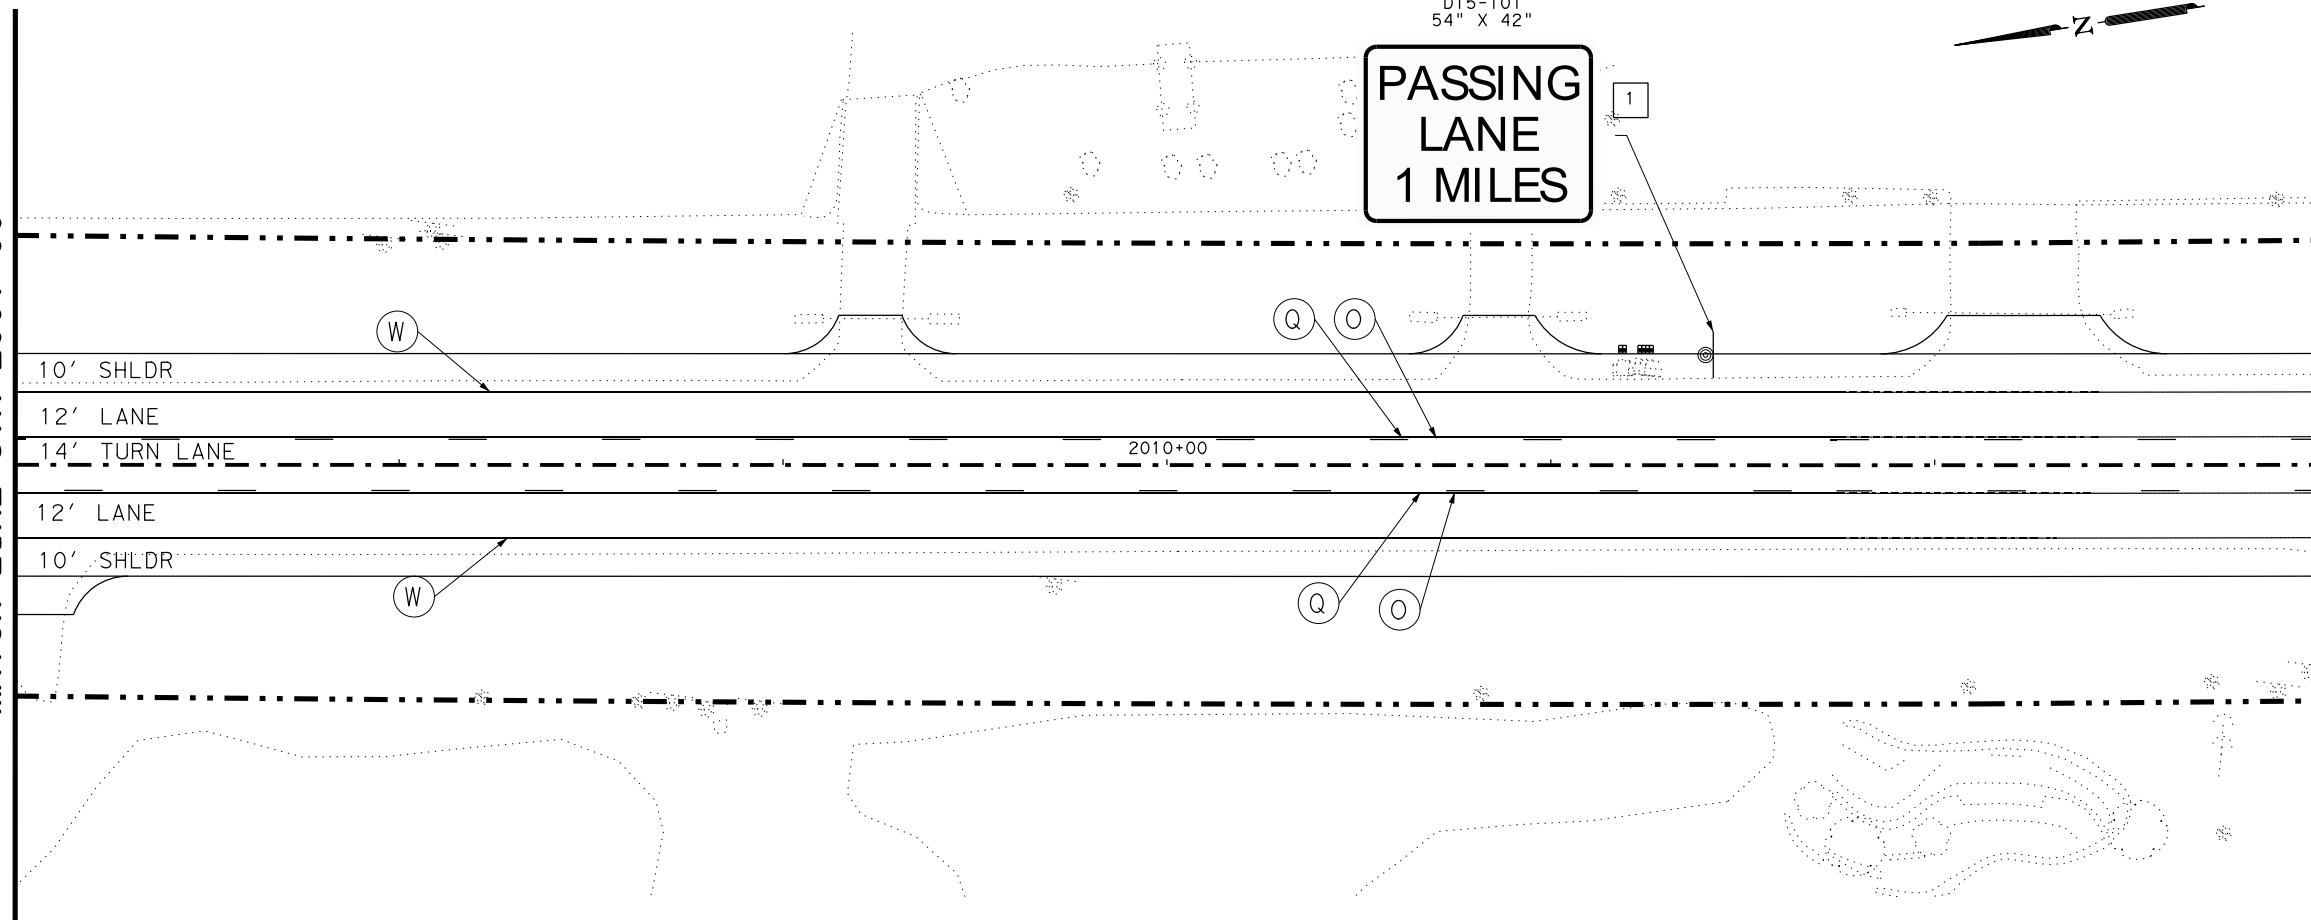 D15-101
54" X 42"
Z
PASSING
LANE
1 MILES
1
W
Q O
10' SHLDR
12' LANE
14' TURN LANE
2010+00
12' LANE
10' SHLDR
W
Q O